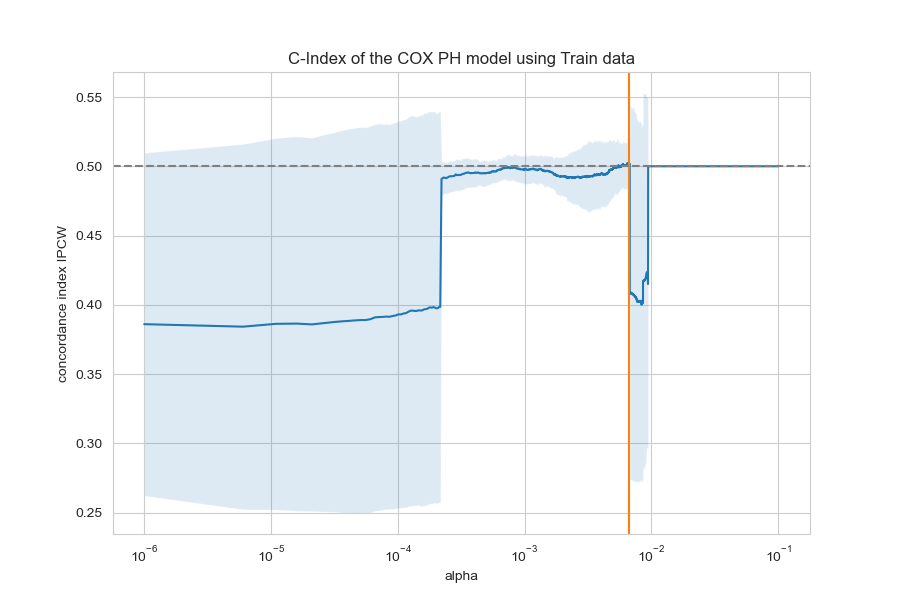 C-Index of the COX PH model using Train data
concordance index IPCW
0.55
0.50
0.45
0.40
0.35
0.30
0.25
10⁻⁶ 10⁻⁵ 10⁻⁴ 10⁻³ 10⁻² 10⁻¹
alpha